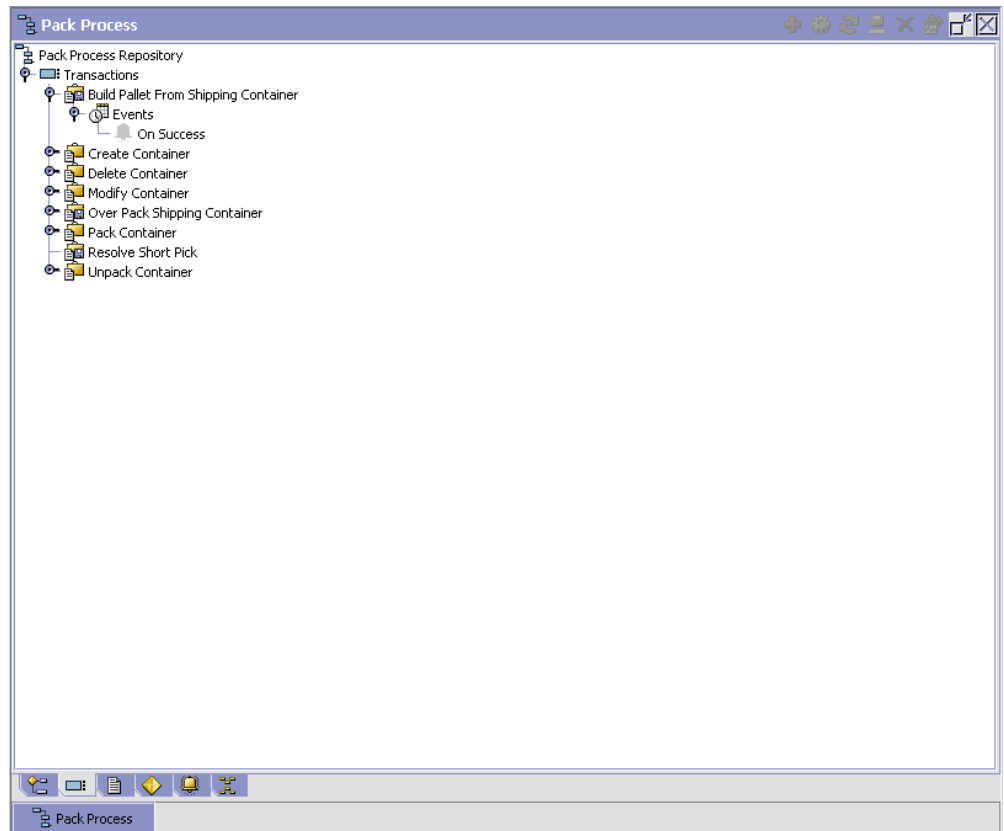 Pack Process
Pack Process Repository
Transactions
Build Pallet From Shipping Container
Events
On Success
Create Container
Delete Container
Modify Container
Over Pack Shipping Container
Pack Container
Resolve Short Pick
Unpack Container
Pack Process